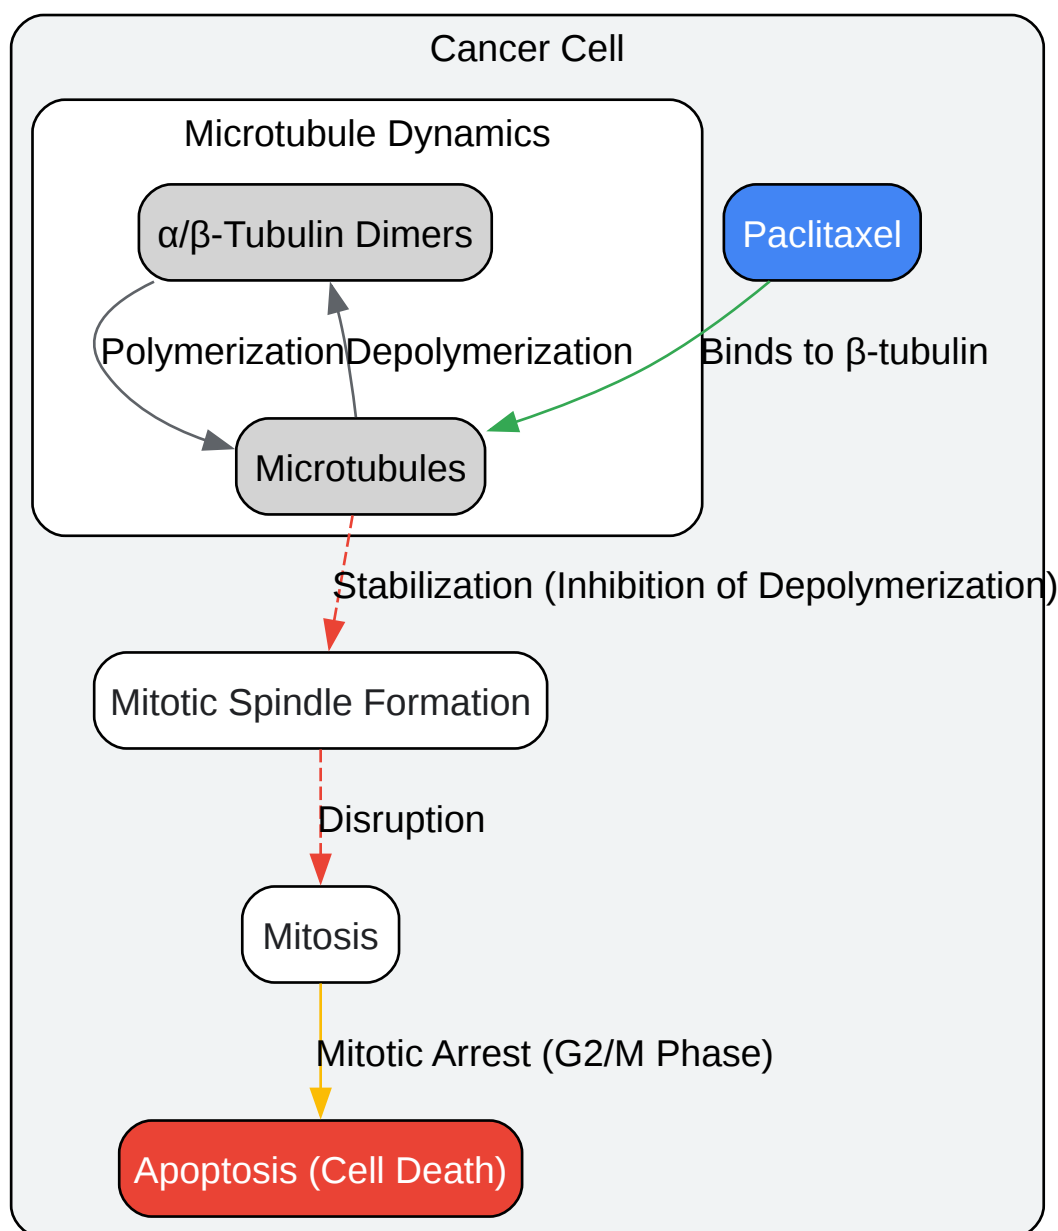 Cancer Cell
Microtubule Dynamics
α/β-Tubulin Dimers
Paclitaxel
Polymerization
Depolymerization
Binds to β-tubulin
Microtubules
Stabilization (Inhibition of Depolymerization)
Mitotic Spindle Formation
Disruption
Mitosis
Mitotic Arrest (G2/M Phase)
Apoptosis (Cell Death)